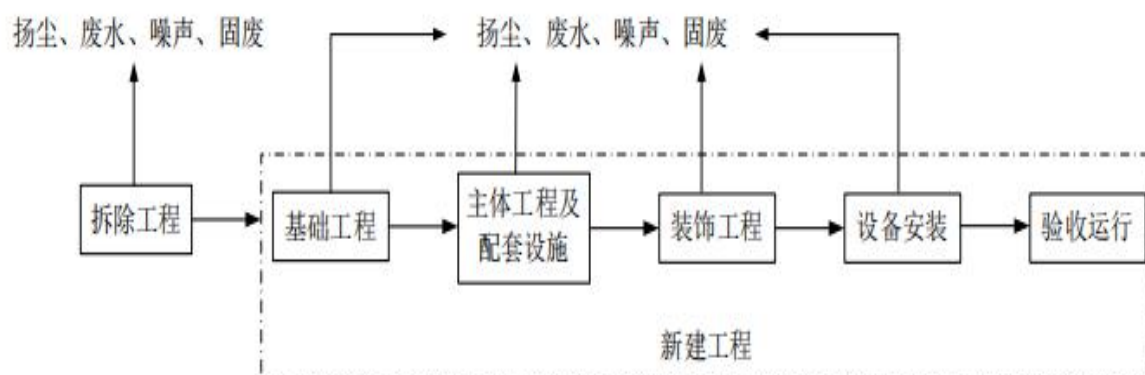 扬尘、废水、噪声、固废
扬尘、废水、噪声、固废
拆除工程
基础工程
主体工程及
配套设施
装饰工程
设备安装
验收运行
新建工程